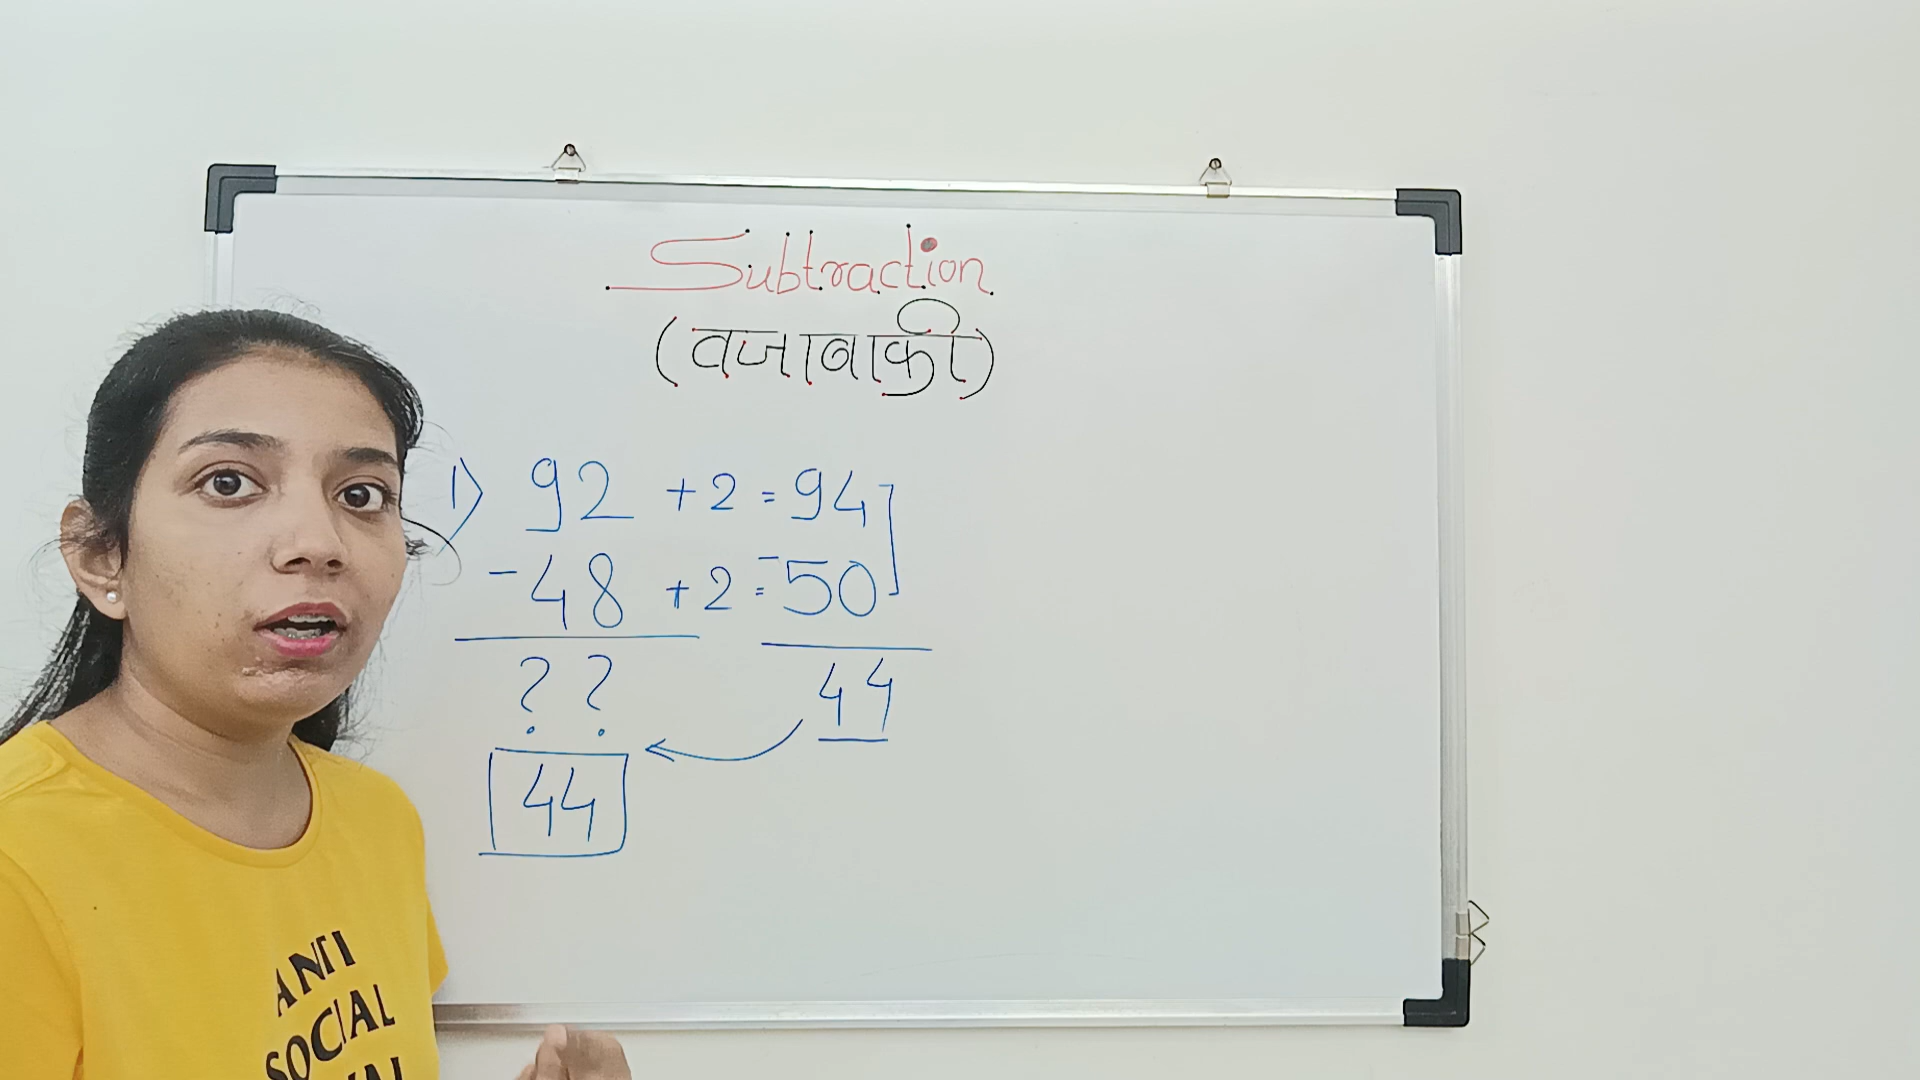 Subtraction
(वजाबाकी)
1) 92 + 2 = 94
- 48 + 2 = - 50
? ? 44
44
ANTI
SOCIAL